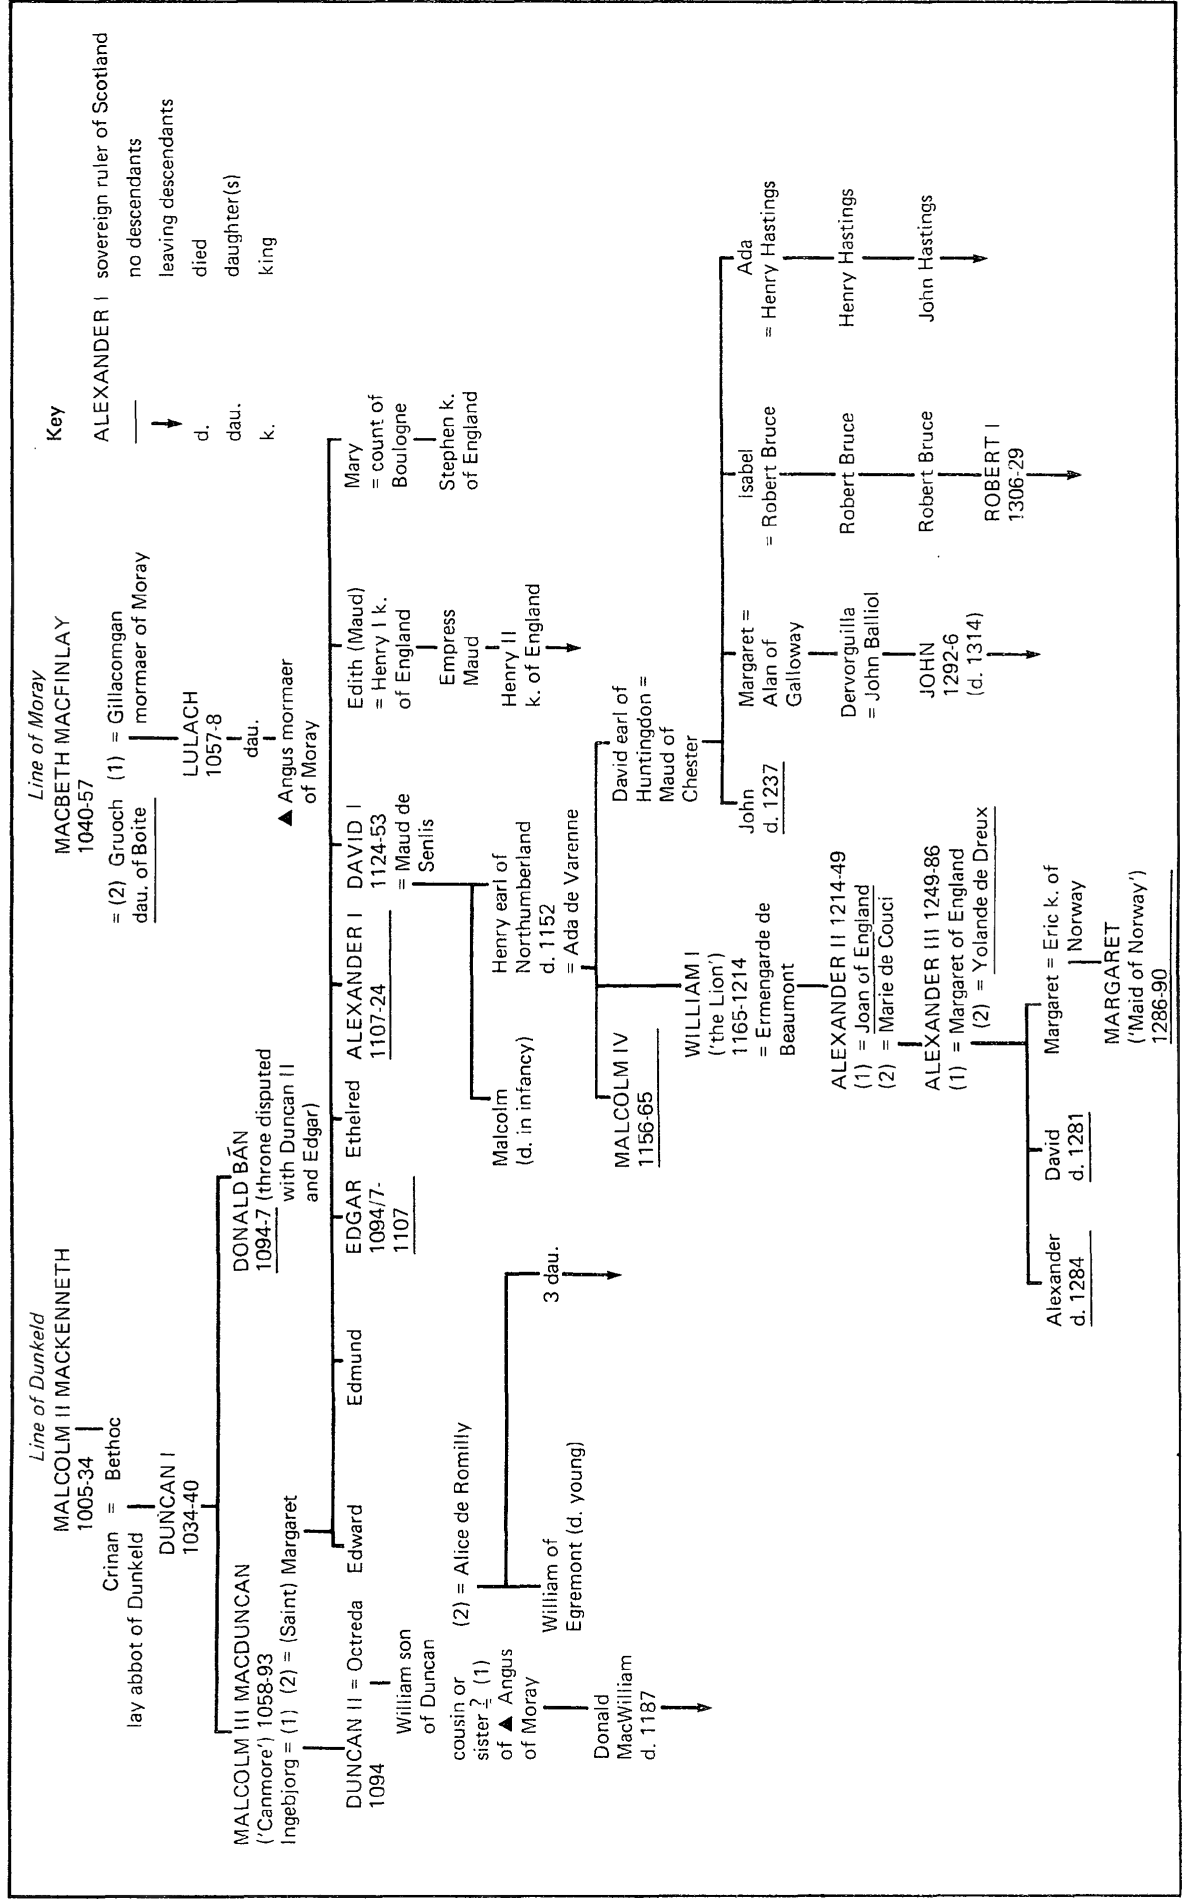 Line of Dunkeld
MALCOLM II MACKENNETH
1005-34
Crinan = Bethoc
lay abbot of Dunkeld
DUNCAN I
1034-40
MALCOLM III MACDUNCAN
('Canmore') 1058-93
Ingebjorg = (1) (2) = (Saint) Margaret
DONALD BÁN
1094-7 (throne disputed
with Duncan II
and Edgar)
Line of Moray
MACBETH MACFINLAY
1040-57
= (2) Gruoch (1) = Gillacomgan
dau. of Boite
mormaer of Moray
LULACH
1057-8
dau.
▲ Angus mormaer
of Moray
Key
ALEXANDER I sovereign ruler of Scotland
no descendants
leaving descendants
d. died
dau. daughter(s)
k. king
DUNCAN II = Octreda
1094
Edward
Edmund
EDGAR
1094/7-
1107
Ethelred
ALEXANDER I
1107-24
DAVID I
1124-53
= Maud de
Senlis
Edith (Maud)
= Henry I k.
of England
Mary
= count of
Boulogne
William son
of Duncan
Empress
Maud
Stephen k.
of England
Henry II
k. of England
cousin or
sister ? (1)
of ▲ Angus
of Moray
(2) = Alice de Romilly
Donald
MacWilliam
d. 1187
William of
Egremont (d. young)
3 dau.
Malcolm
(d. in infancy)
Henry earl of
Northumberland
d. 1152
= Ada de Varenne
MALCOLM IV
1156-65
WILLIAM I
('the Lion')
1165-1214
= Ermengarde de
Beaumont
David earl of
Huntingdon =
Maud of
Chester
John
d. 1237
Margaret =
Alan of
Galloway
Isabel
= Robert Bruce
Ada
= Henry Hastings
Dervorguilla
= John Balliol
Robert Bruce
Henry Hastings
JOHN
1292-6
(d. 1314)
Robert Bruce
John Hastings
ROBERT I
1306-29
ALEXANDER II 1214-49
(1) = Joan of England
(2) = Marie de Couci
ALEXANDER III 1249-86
(1) = Margaret of England
(2) = Yolande de Dreux
Alexander
d. 1284
David
d. 1281
Margaret = Eric k. of
Norway
MARGARET
('Maid of Norway')
1286-90